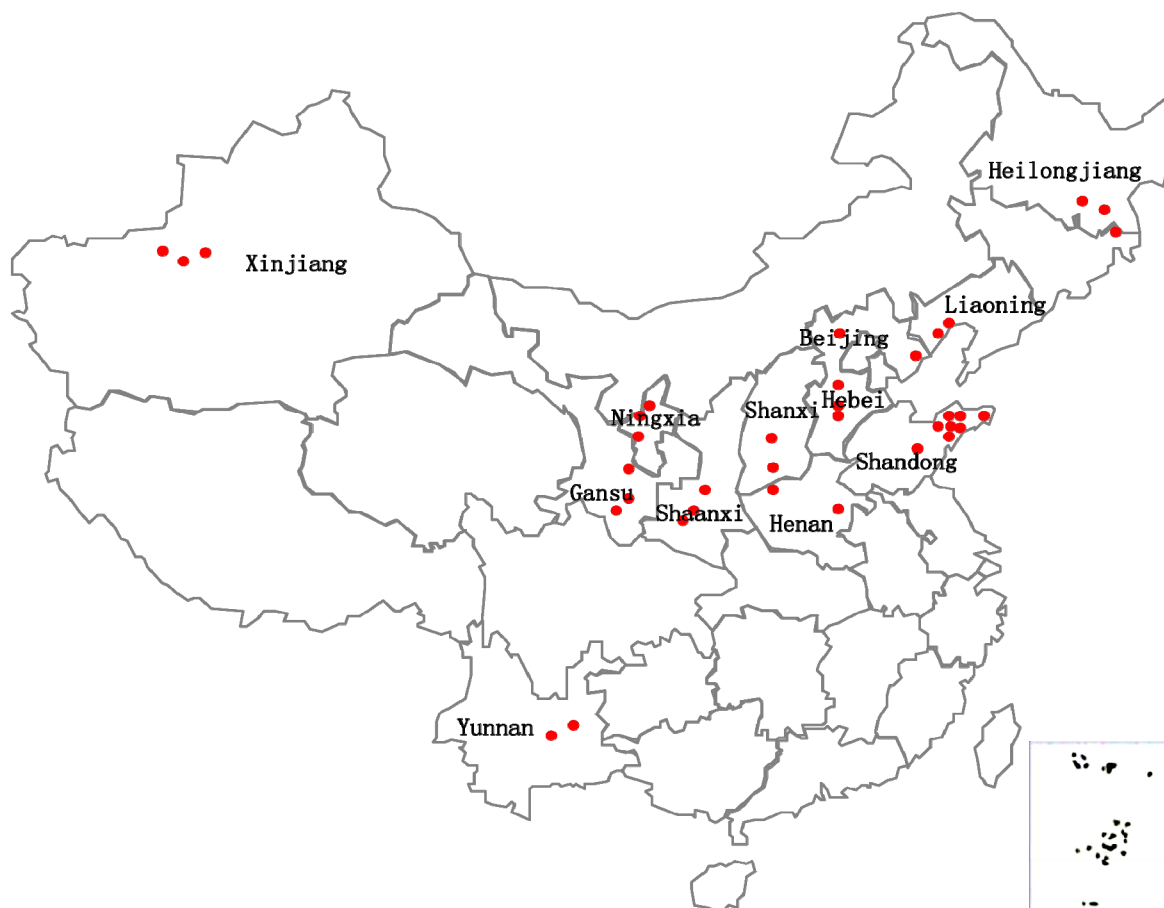 Heilongjiang
Xinjiang
Liaoning
Beijing
Hebei
Shanxi
Ningxia
Shandong
Gansu
Shaanxi
Henan
Yunnan